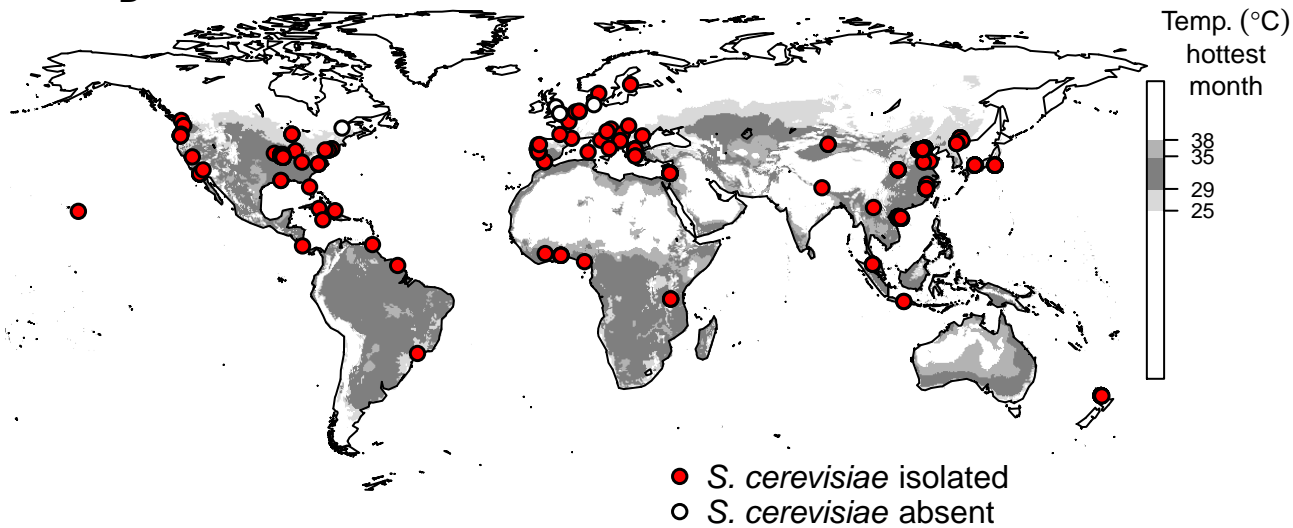 Temp. (°C)
hottest
month
38
35
29
25
S. cerevisiae isolated
S. cerevisiae absent